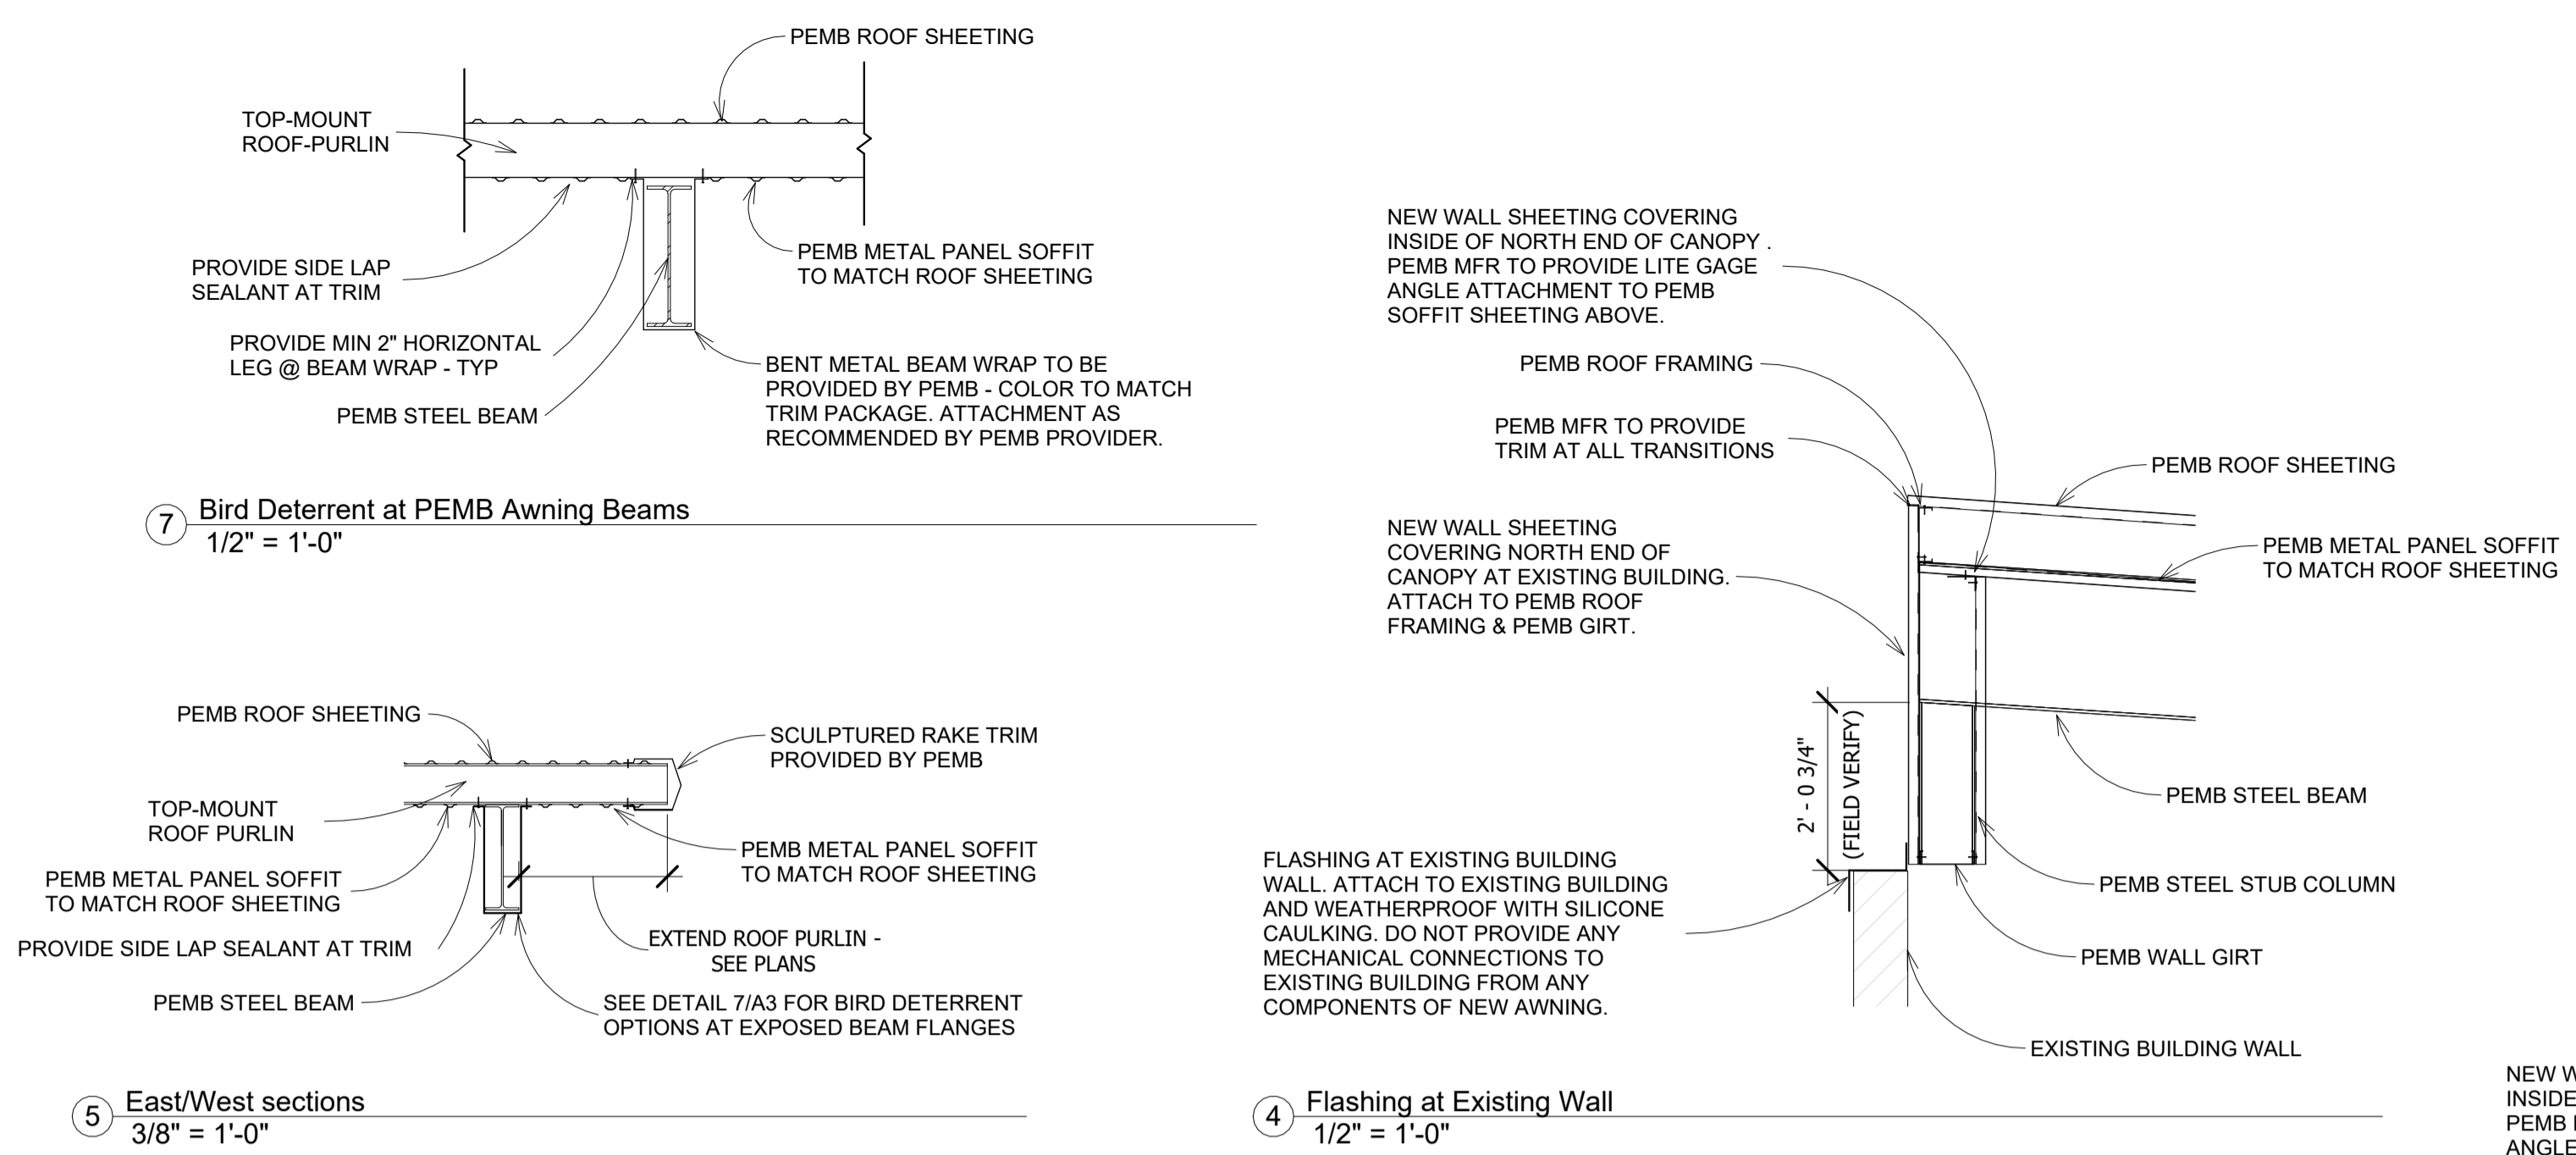 PEMB ROOF SHEETING
TOP-MOUNT
ROOF-PURLIN
PROVIDE SIDE LAP
SEALANT AT TRIM
PEMB METAL PANEL SOFFIT
TO MATCH ROOF SHEETING
PROVIDE MIN 2" HORIZONTAL
LEG @ BEAM WRAP - TYP
PEMB STEEL BEAM
BENT METAL BEAM WRAP TO BE
PROVIDED BY PEMB - COLOR TO MATCH
TRIM PACKAGE. ATTACHMENT AS
RECOMMENDED BY PEMB PROVIDER.
7 Bird Deterrent at PEMB Awning Beams
1/2" = 1'-0"
PEMB ROOF SHEETING
SCULPTURED RAKE TRIM
PROVIDED BY PEMB
TOP-MOUNT
ROOF PURLIN
PEMB METAL PANEL SOFFIT
TO MATCH ROOF SHEETING
PEMB METAL PANEL SOFFIT
TO MATCH ROOF SHEETING
PROVIDE SIDE LAP SEALANT AT TRIM
EXTEND ROOF PURLIN -
SEE PLANS
PEMB STEEL BEAM
SEE DETAIL 7/A3 FOR BIRD DETERRENT
OPTIONS AT EXPOSED BEAM FLANGES
5 East/West sections
3/8" = 1'-0"
NEW WALL SHEETING COVERING
INSIDE OF NORTH END OF CANOPY .
PEMB MFR TO PROVIDE LITE GAGE
ANGLE ATTACHMENT TO PEMB
SOFFIT SHEETING ABOVE.
PEMB ROOF FRAMING
PEMB MFR TO PROVIDE
TRIM AT ALL TRANSITIONS
PEMB ROOF SHEETING
NEW WALL SHEETING
COVERING NORTH END OF
CANOPY AT EXISTING BUILDING.
ATTACH TO PEMB ROOF
FRAMING & PEMB GIRT.
PEMB METAL PANEL SOFFIT
TO MATCH ROOF SHEETING
2' - 0 3/4"
(FIELD VERIFY)
PEMB STEEL BEAM
FLASHING AT EXISTING BUILDING
WALL. ATTACH TO EXISTING BUILDING
AND WEATHERPROOF WITH SILICONE
CAULKING. DO NOT PROVIDE ANY
MECHANICAL CONNECTIONS TO
EXISTING BUILDING FROM ANY
COMPONENTS OF NEW AWNING.
PEMB STEEL STUB COLUMN
PEMB WALL GIRT
EXISTING BUILDING WALL
4 Flashing at Existing Wall
1/2" = 1'-0"
NEW
INSIDE
PEMB
ANGLE